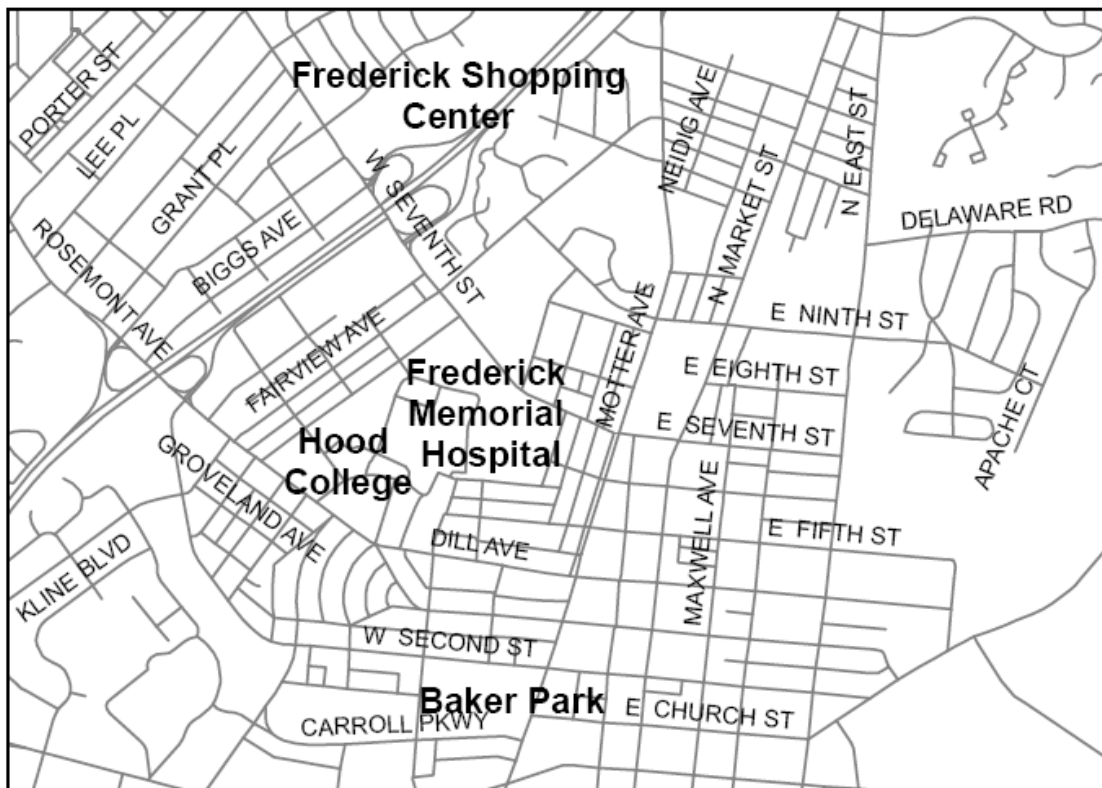 Frederick Shopping
Center
PORTER ST
LEE PL
GRANT PL
NEIDIG AVE
N EAST ST
W SEVENTH ST
N MARKET ST
DELAWARE RD
ROSEMONT AVE
BIGGS AVE
E NINTH ST
FAIRVIEW AVE
MOTTER AVE
Frederick
Memorial
Hospital
E EIGHTH ST
APACHE CT
E SEVENTH ST
Hood
College
GROVELAND AVE
MAXWELL AVE
E FIFTH ST
DILL AVE
KLINE BLVD
W SECOND ST
Baker Park
E CHURCH ST
CARROLL PKWY